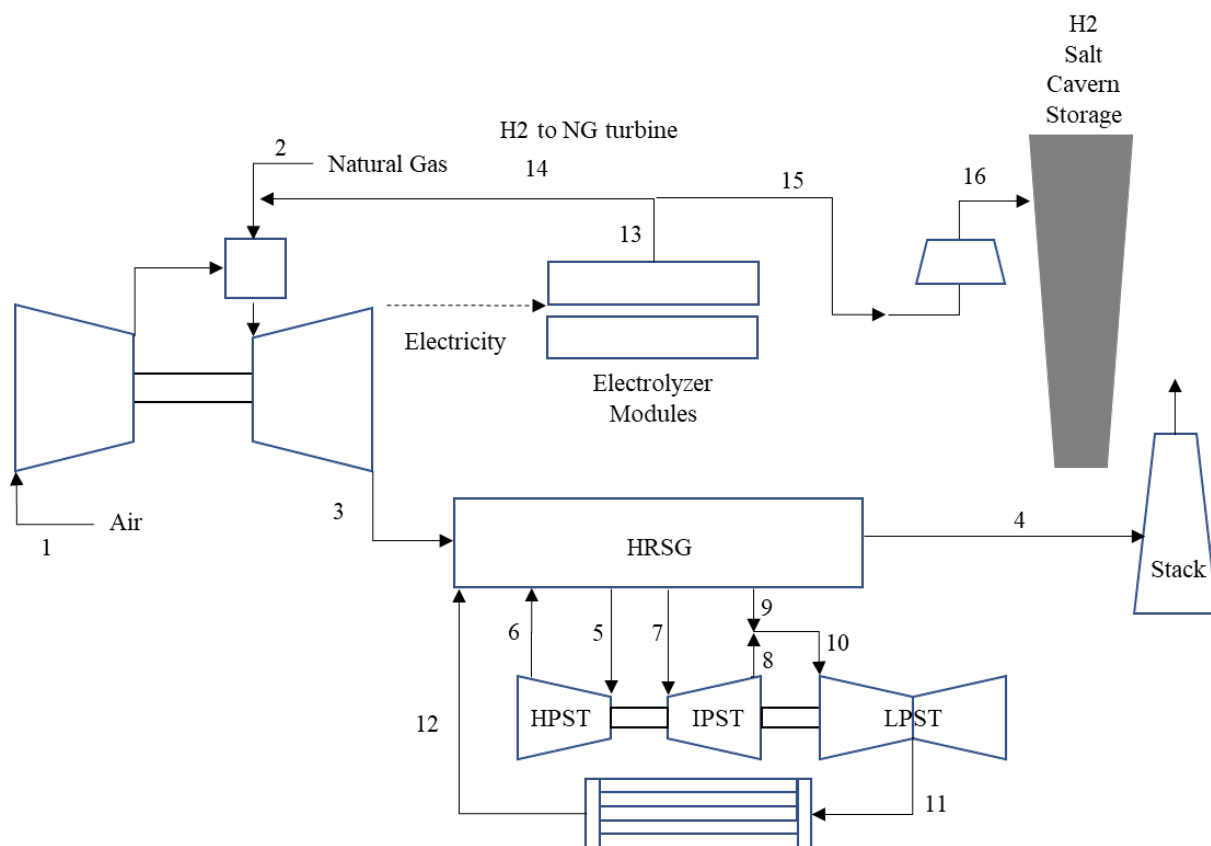 H2
Salt
Cavern
Storage
H2 to NG turbine
2
Natural Gas
14
15
16
13
Electricity
Electrolyzer
Modules
Air
1
3
HRSG
4
Stack
6
5
7
9
8
10
HPST
IPST
LPST
12
11